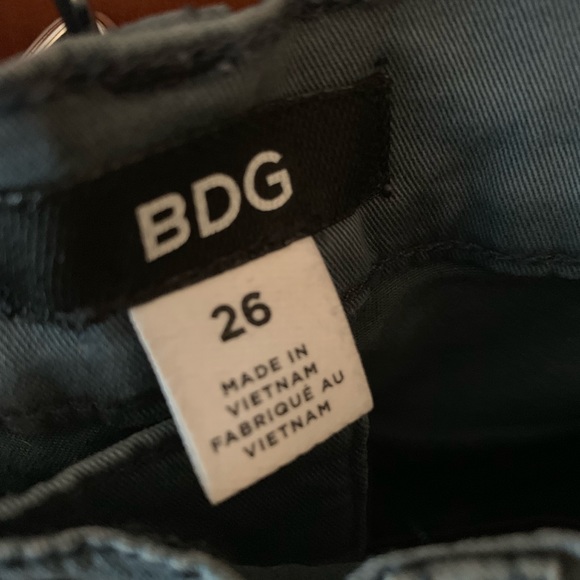 BDG
26
MADE IN
VIETNAM
FABRIQUÉ AU
VIETNAM